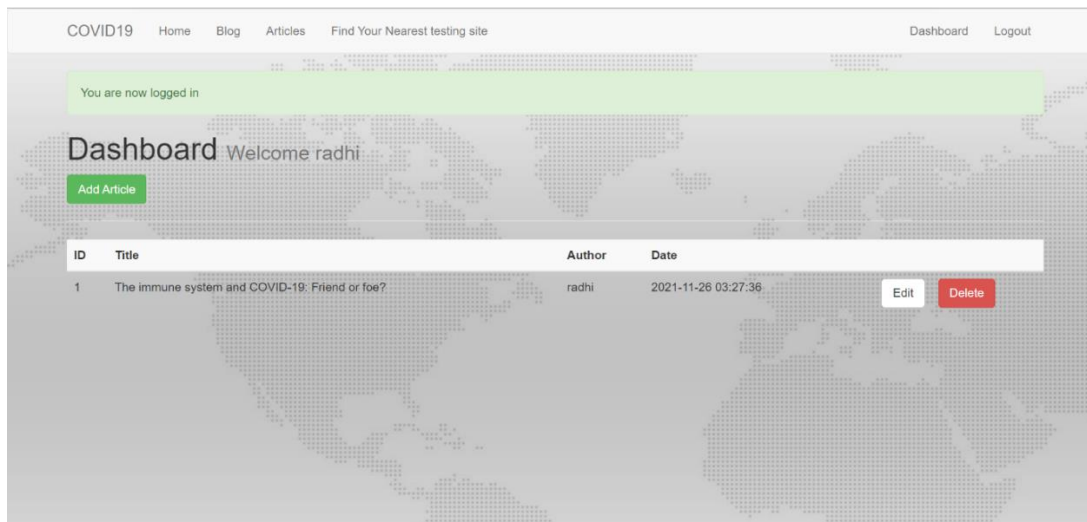 COVID19 Home Blog Articles Find Your Nearest testing site Dashboard Logout
You are now logged in
Dashboard Welcome radhi
Add Article
ID Title Author Date
1 The immune system and COVID-19: Friend or foe? radhi 2021-11-26 03:27:36 Edit Delete